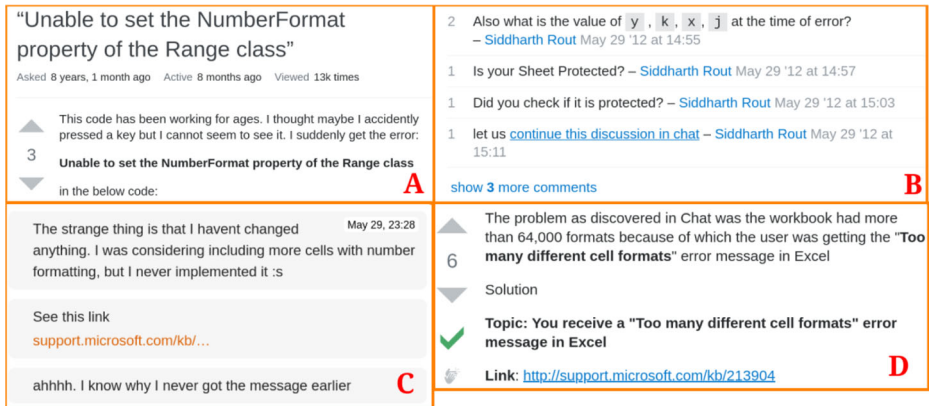 “Unable to set the NumberFormat
property of the Range class”
Asked 8 years, 1 month ago Active 8 months ago Viewed 13k times
This code has been working for ages. I thought maybe I accidently
pressed a key but I cannot seem to see it. I suddenly get the error:
3
Unable to set the NumberFormat property of the Range class
in the below code:
A
2 Also what is the value of y , k , x , j at the time of error?
– Siddharth Rout May 29 '12 at 14:55
1 Is your Sheet Protected? – Siddharth Rout May 29 '12 at 14:57
1 Did you check if it is protected? – Siddharth Rout May 29 '12 at 15:03
1 let us continue this discussion in chat – Siddharth Rout May 29 '12 at
15:11
show 3 more comments
B
The strange thing is that I havent changed May 29, 23:28
anything. I was considering including more cells with number
formatting, but I never implemented it :s
See this link
support.microsoft.com/kb/…
ahhhh. I know why I never got the message earlier
C
The problem as discovered in Chat was the workbook had more
than 64,000 formats because of which the user was getting the "Too
6 many different cell formats" error message in Excel
Solution
Topic: You receive a "Too many different cell formats" error
message in Excel
Link: http://support.microsoft.com/kb/213904
D